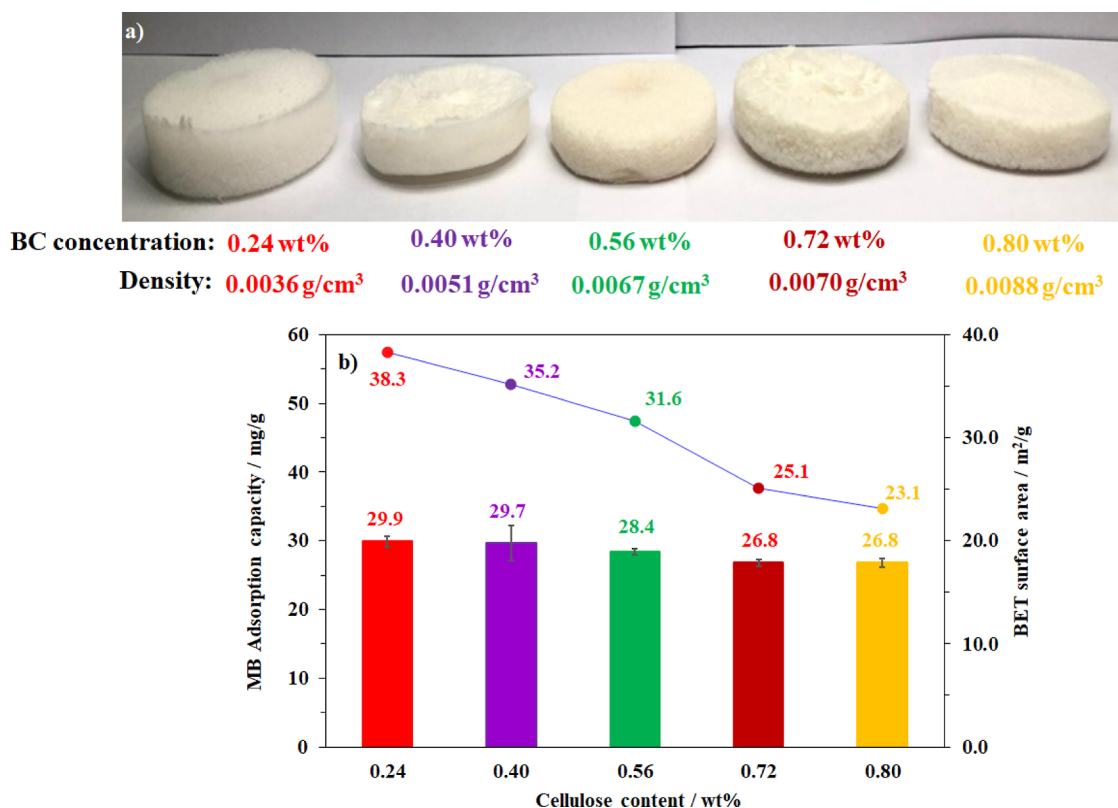 a)
BC concentration: 0.24 wt% 0.40 wt% 0.56 wt% 0.72 wt% 0.80 wt%
Density: 0.0036 g/cm³ 0.0051 g/cm³ 0.0067 g/cm³ 0.0070 g/cm³ 0.0088 g/cm³
b)
MB Adsorption capacity / mg/g
60
50
40
30
20
10
0
38.3
35.2
31.6
25.1
23.1
29.9
29.7
28.4
26.8
26.8
40.0
30.0
20.0
10.0
0.0
BET surface area / m²/g
0.24 0.40 0.56 0.72 0.80
Cellulose content / wt%